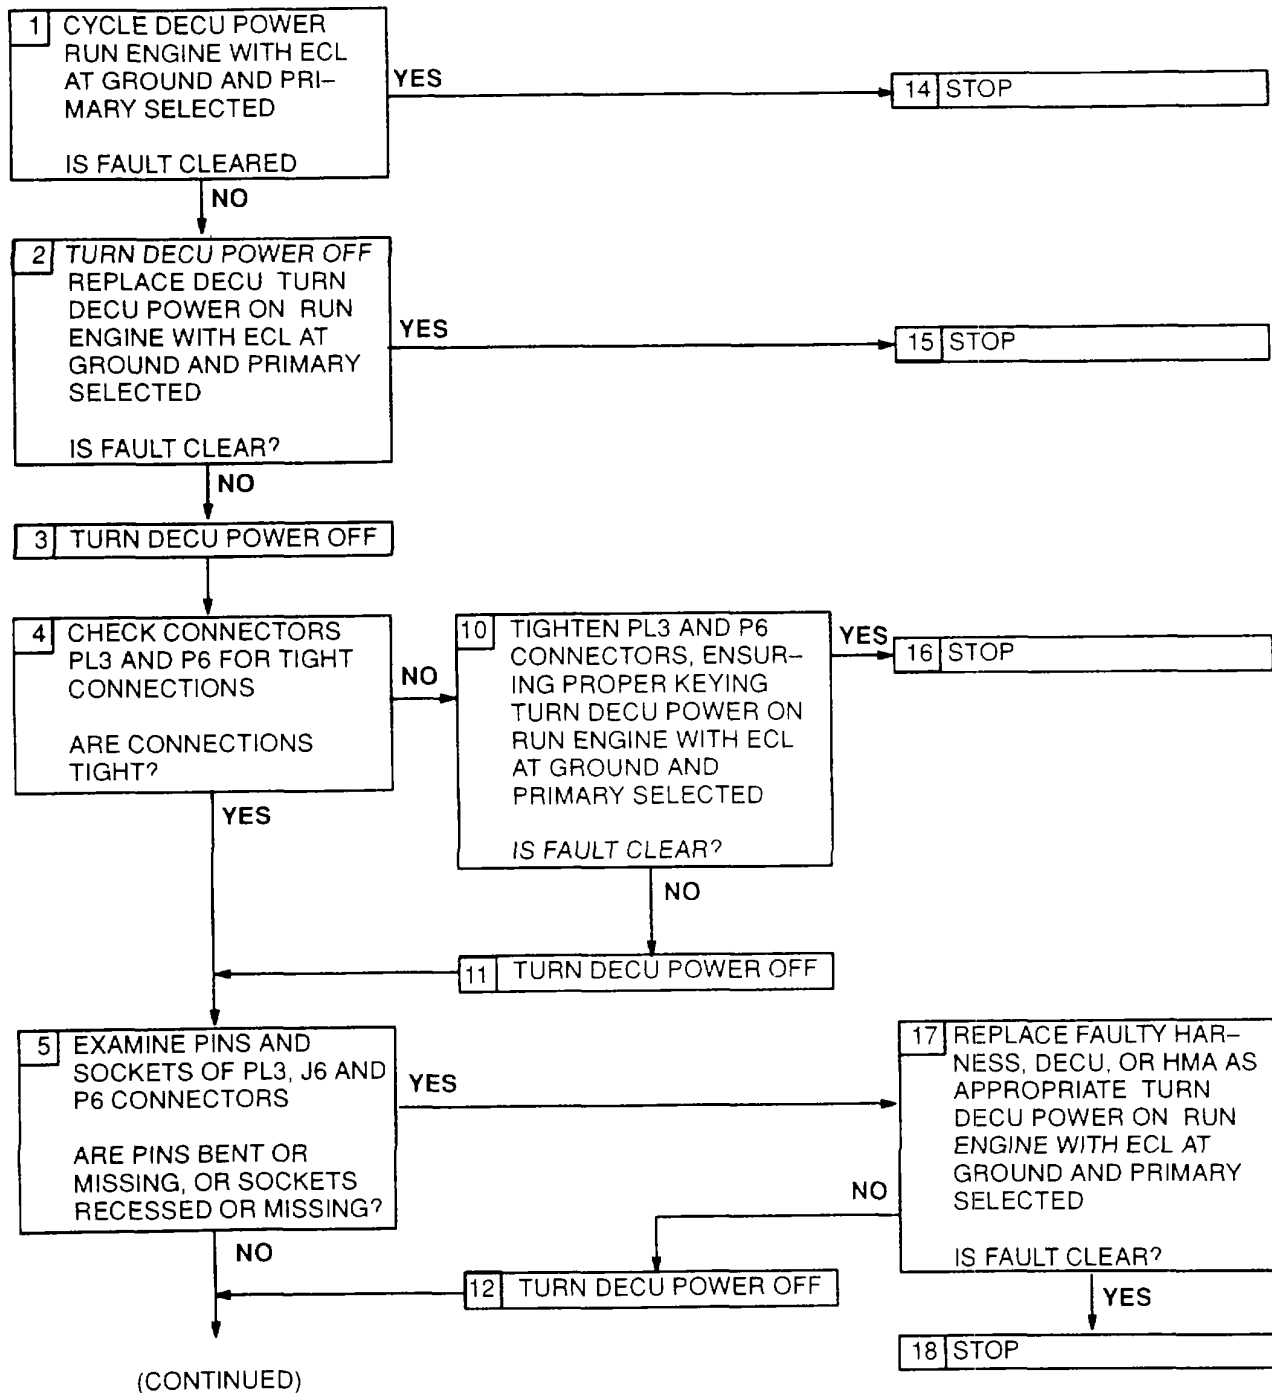 1 CYCLE DECU POWER
RUN ENGINE WITH ECL
AT GROUND AND PRI–
MARY SELECTED
IS FAULT CLEARED
YES
14 STOP
NO
2 TURN DECU POWER OFF
REPLACE DECU TURN
DECU POWER ON RUN
ENGINE WITH ECL AT
GROUND AND PRIMARY
SELECTED
IS FAULT CLEAR?
YES
15 STOP
NO
3 TURN DECU POWER OFF
4 CHECK CONNECTORS
PL3 AND P6 FOR TIGHT
CONNECTIONS
ARE CONNECTIONS
TIGHT?
NO
10 TIGHTEN PL3 AND P6
CONNECTORS, ENSUR–
ING PROPER KEYING
TURN DECU POWER ON
RUN ENGINE WITH ECL
AT GROUND AND
PRIMARY SELECTED
IS FAULT CLEAR?
YES
16 STOP
YES
NO
11 TURN DECU POWER OFF
5 EXAMINE PINS AND
SOCKETS OF PL3, J6 AND
P6 CONNECTORS
ARE PINS BENT OR
MISSING, OR SOCKETS
RECESSED OR MISSING?
YES
17 REPLACE FAULTY HAR–
NESS, DECU, OR HMA AS
APPROPRIATE TURN
DECU POWER ON RUN
ENGINE WITH ECL AT
GROUND AND PRIMARY
SELECTED
IS FAULT CLEAR?
NO
NO
12 TURN DECU POWER OFF
YES
18 STOP
(CONTINUED)